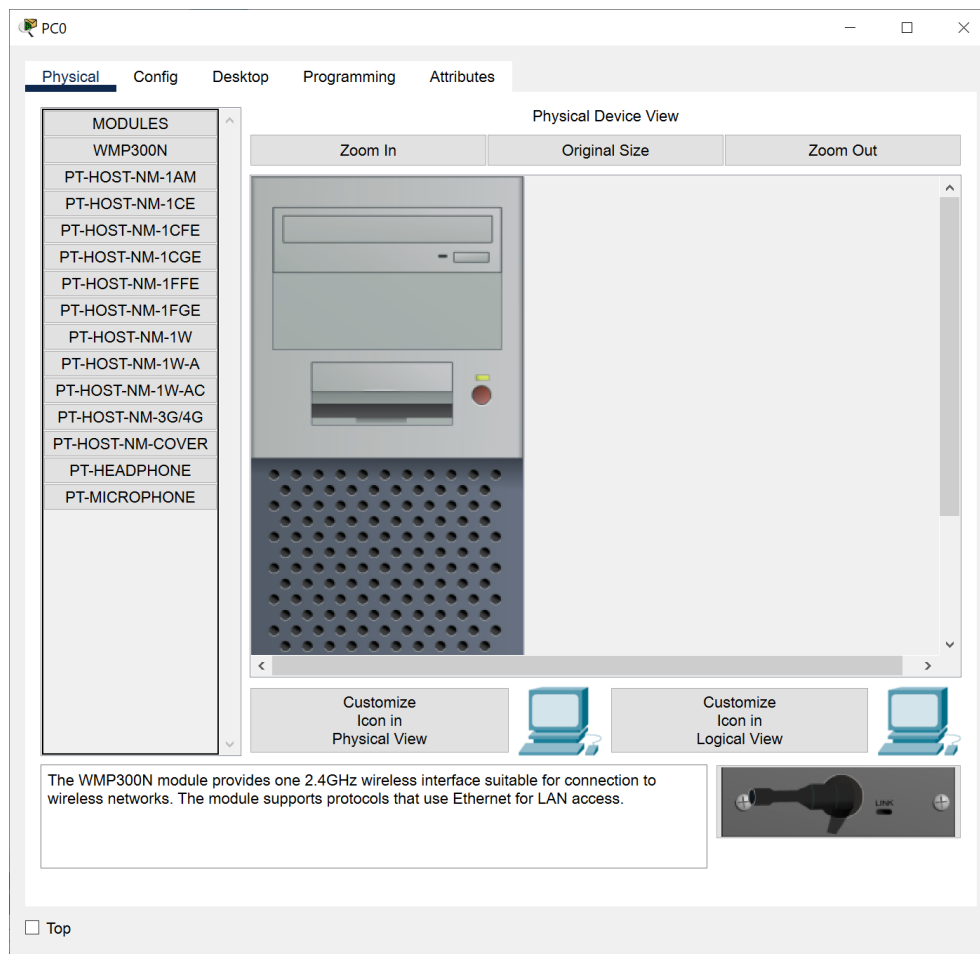 PC0
Physical Config Desktop Programming Attributes
MODULES
WMP300N
PT-HOST-NM-1AM
PT-HOST-NM-1CE
PT-HOST-NM-1CFE
PT-HOST-NM-1CGE
PT-HOST-NM-1FFE
PT-HOST-NM-1FGE
PT-HOST-NM-1W
PT-HOST-NM-1W-A
PT-HOST-NM-1W-AC
PT-HOST-NM-3G/4G
PT-HOST-NM-COVER
PT-HEADPHONE
PT-MICROPHONE
Physical Device View
Zoom In Original Size Zoom Out
Customize
Icon in
Physical View
Customize
Icon in
Logical View
The WMP300N module provides one 2.4GHz wireless interface suitable for connection to
wireless networks. The module supports protocols that use Ethernet for LAN access.
LINK
Top